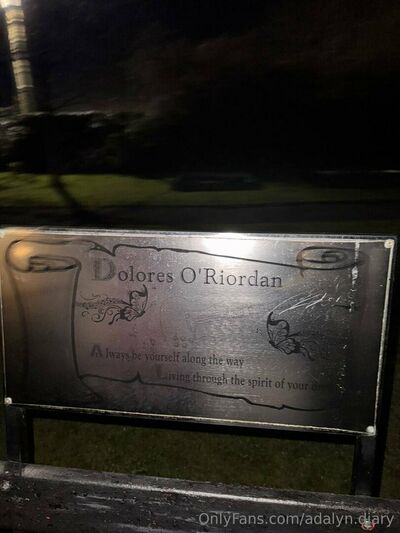 Dolores O'Riordan
Always be yourself along the way
Living through the spirit of your
OnlyFans.com/adalyn.diary